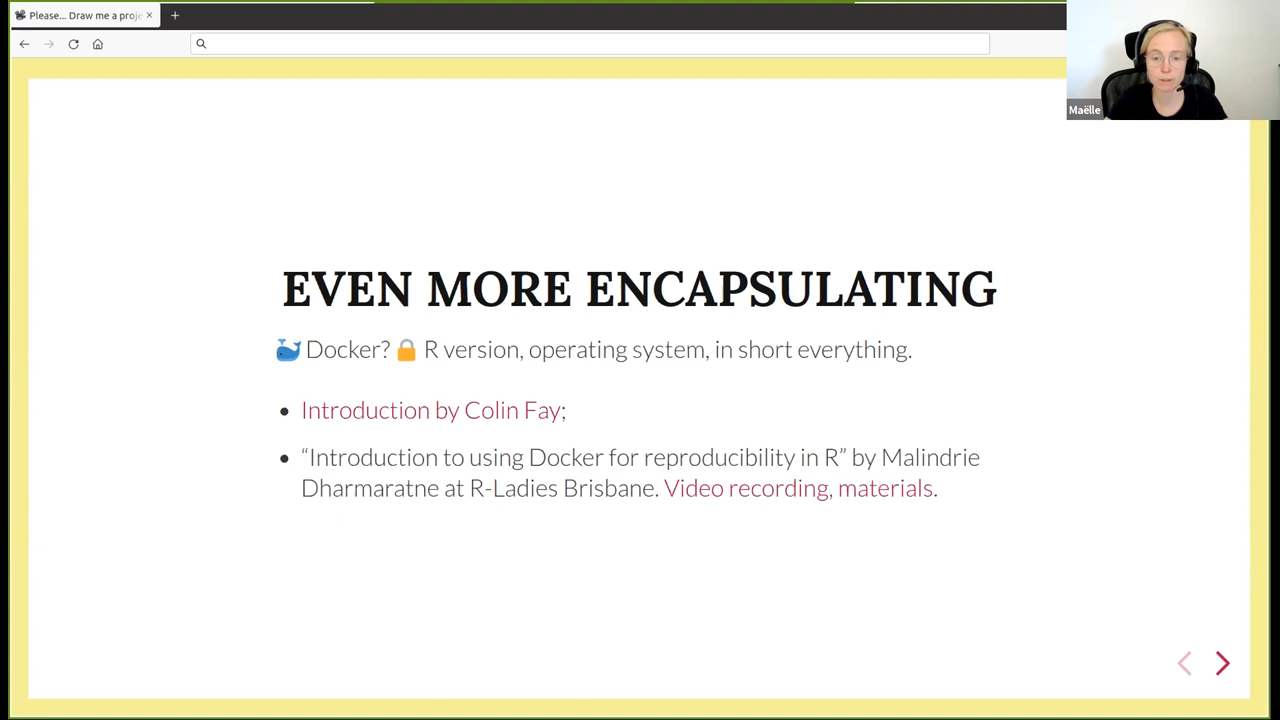 Please... Draw me a proje
Maëlle
EVEN MORE ENCAPSULATING
🐳 Docker? 🔒 R version, operating system, in short everything.
• Introduction by Colin Fay;
• “Introduction to using Docker for reproducibility in R” by Malindrie
Dharmaratne at R-Ladies Brisbane. Video recording, materials.